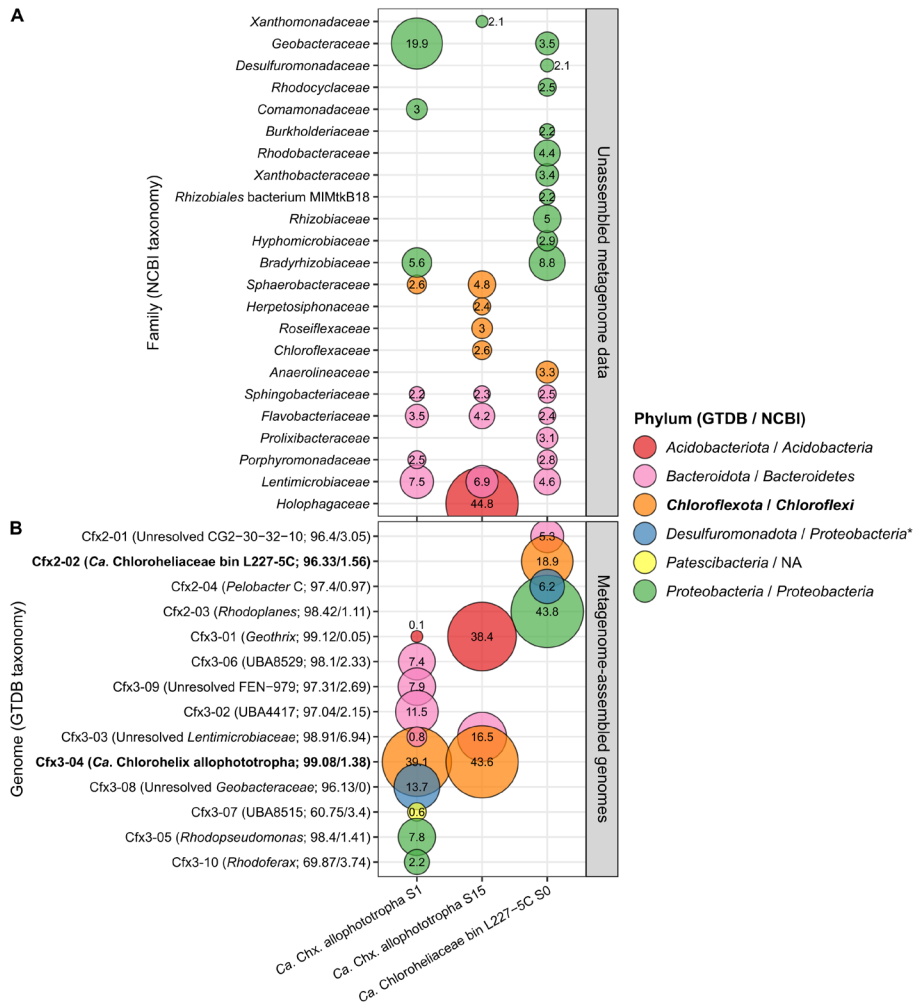 A
Xanthomonadaceae 2.1
Geobacteraceae 19.9 3.5
Desulfuromonadaceae 2.1
Rhodocyclaceae 2.5
Comamonadaceae 3
Burkholderiaceae 2.2
Rhodobacteraceae 4.4
Xanthobacteraceae 3.4
Rhizobiales bacterium MIMtkB18 2.2
Rhizobiaceae 5
Hyphomicrobiaceae 2.9
Bradyrhizobiaceae 5.6 8.8
Sphaerobacteraceae 2.6 4.8
Herpetosiphonaceae 2.4
Roseiflexaceae 3
Chloroflexaceae 2.6
Anaerolineaceae 3.3
Sphingobacteriaceae 2.2 2.3 2.5
Flavobacteriaceae 3.5 4.2 2.4
Prolixibacteraceae 3.1
Porphyromonadaceae 2.5 2.8
Lentimicrobiaceae 7.5 6.9 4.6
Holophagaceae 44.8
Family (NCBI taxonomy)
Unassembled metagenome data
B
Cfx2-01 (Unresolved CG2-30-32-10; 96.4/3.05) 5.3
Cfx2-02 (Ca. Chloroheliaceae bin L227-5C; 96.33/1.56) 18.9
Cfx2-04 (Pelobacter C; 97.4/0.97) 6.2
Cfx2-03 (Rhodoplanes; 98.42/1.11) 43.8
Cfx3-01 (Geothrix; 99.12/0.05) 0.1 38.4
Cfx3-06 (UBA8529; 98.1/2.33) 7.4
Cfx3-09 (Unresolved FEN-979; 97.31/2.69) 7.9
Cfx3-02 (UBA4417; 97.04/2.15) 11.5
Cfx3-03 (Unresolved Lentimicrobiaceae; 98.91/6.94) 0.8 16.5
Cfx3-04 (Ca. Chlorohelix allophototropha; 99.08/1.38) 39.1 43.6
Cfx3-08 (Unresolved Geobacteraceae; 96.13/0) 13.7
Cfx3-07 (UBA8515; 60.75/3.4) 0.6
Cfx3-05 (Rhodopseudomonas; 98.4/1.41) 7.8
Cfx3-10 (Rhodoferax; 69.87/3.74) 2.2
Genome (GTDB taxonomy)
Metagenome-assembled genomes
Ca. Chx. allophototropha S1
Ca. Chx. allophototropha S15
Ca. Chloroheliaceae bin L227-5C S0
Phylum (GTDB / NCBI)
Acidobacteriota / Acidobacteria
Bacteroidota / Bacteroidetes
Chloroflexota / Chloroflexi
Desulfuromonadota / Proteobacteria*
Patescibacteria / NA
Proteobacteria / Proteobacteria